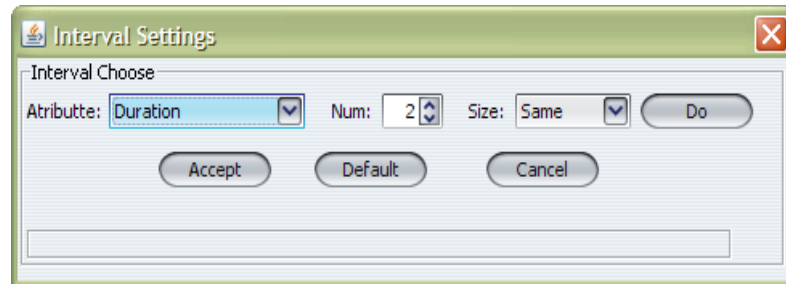 Interval Settings
Interval Choose
Atributte: Duration Num: 2 Size: Same Do
Accept Default Cancel